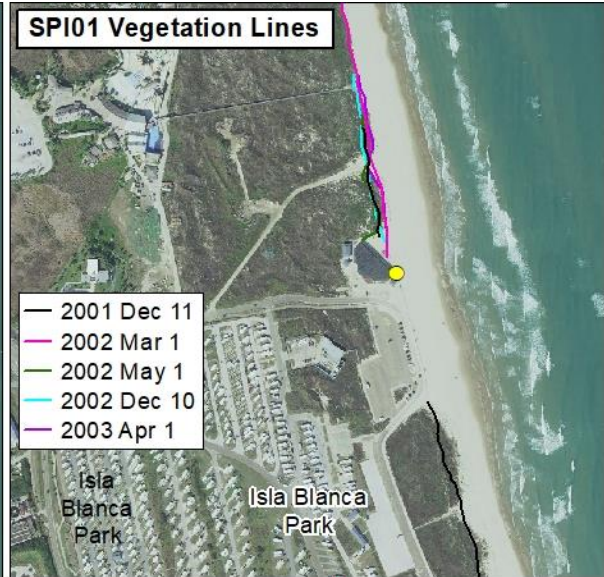 SPI01 Vegetation Lines
2001 Dec 11
2002 Mar 1
2002 May 1
2002 Dec 10
2003 Apr 1
Isla
Blanca
Park
Isla Blanca
Park